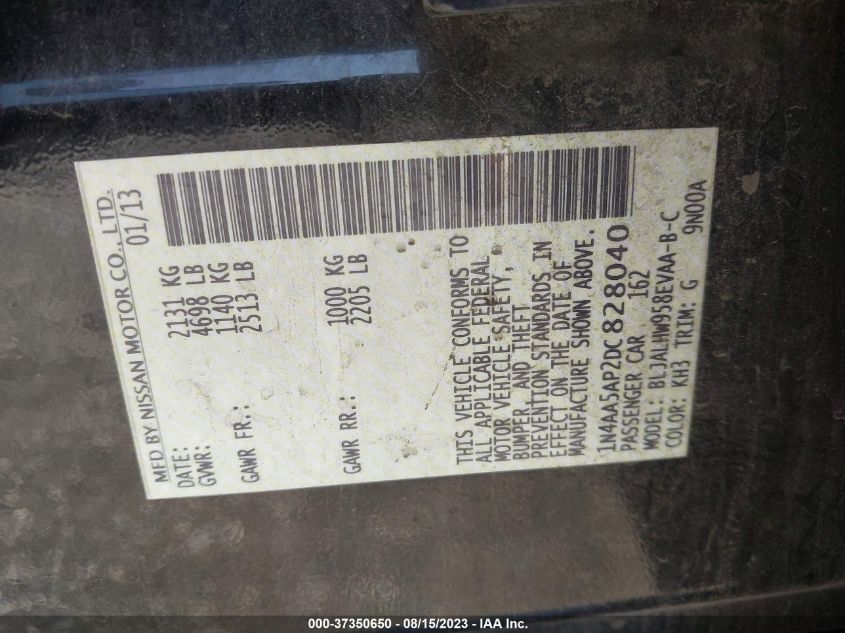 MFD BY NISSAN MOTOR CO., LTD.
DATE: 01/13
GVWR: 2131 KG
4698 LB
GAWR FR.: 1140 KG
2513 LB
GAWR RR.: 1000 KG
2205 LB
THIS VEHICLE CONFORMS TO
ALL APPLICABLE FEDERAL
MOTOR VEHICLE SAFETY,
BUMPER, AND THEFT
PREVENTION STANDARDS IN
EFFECT ON THE DATE OF
MANUFACTURE SHOWN ABOVE.
1N4AA5AP2DC828040
PASSENGER CAR 162
MODEL: BLJALHW958EVAA-B-C
COLOR: KH3 TRIM: G 9N00A
000-37350650 - 08/15/2023 - IAA Inc.